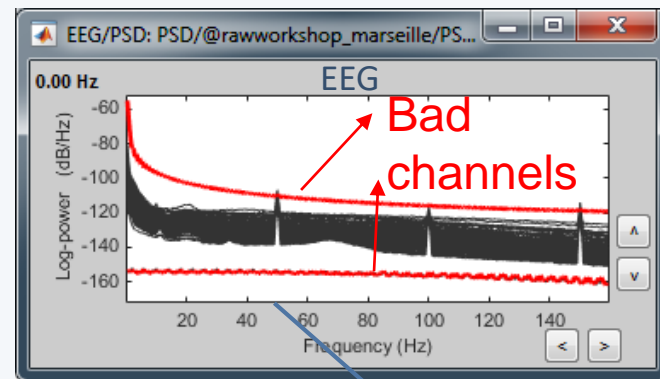 EEG/PSD: PSD/@rawworkshop_marseille/PS...
0.00 Hz
EEG
Bad
channels
Log-power (dB/Hz)
-60
-80
-100
-120
-140
-160
20 40 60 80 100 120 140
Frequency (Hz)